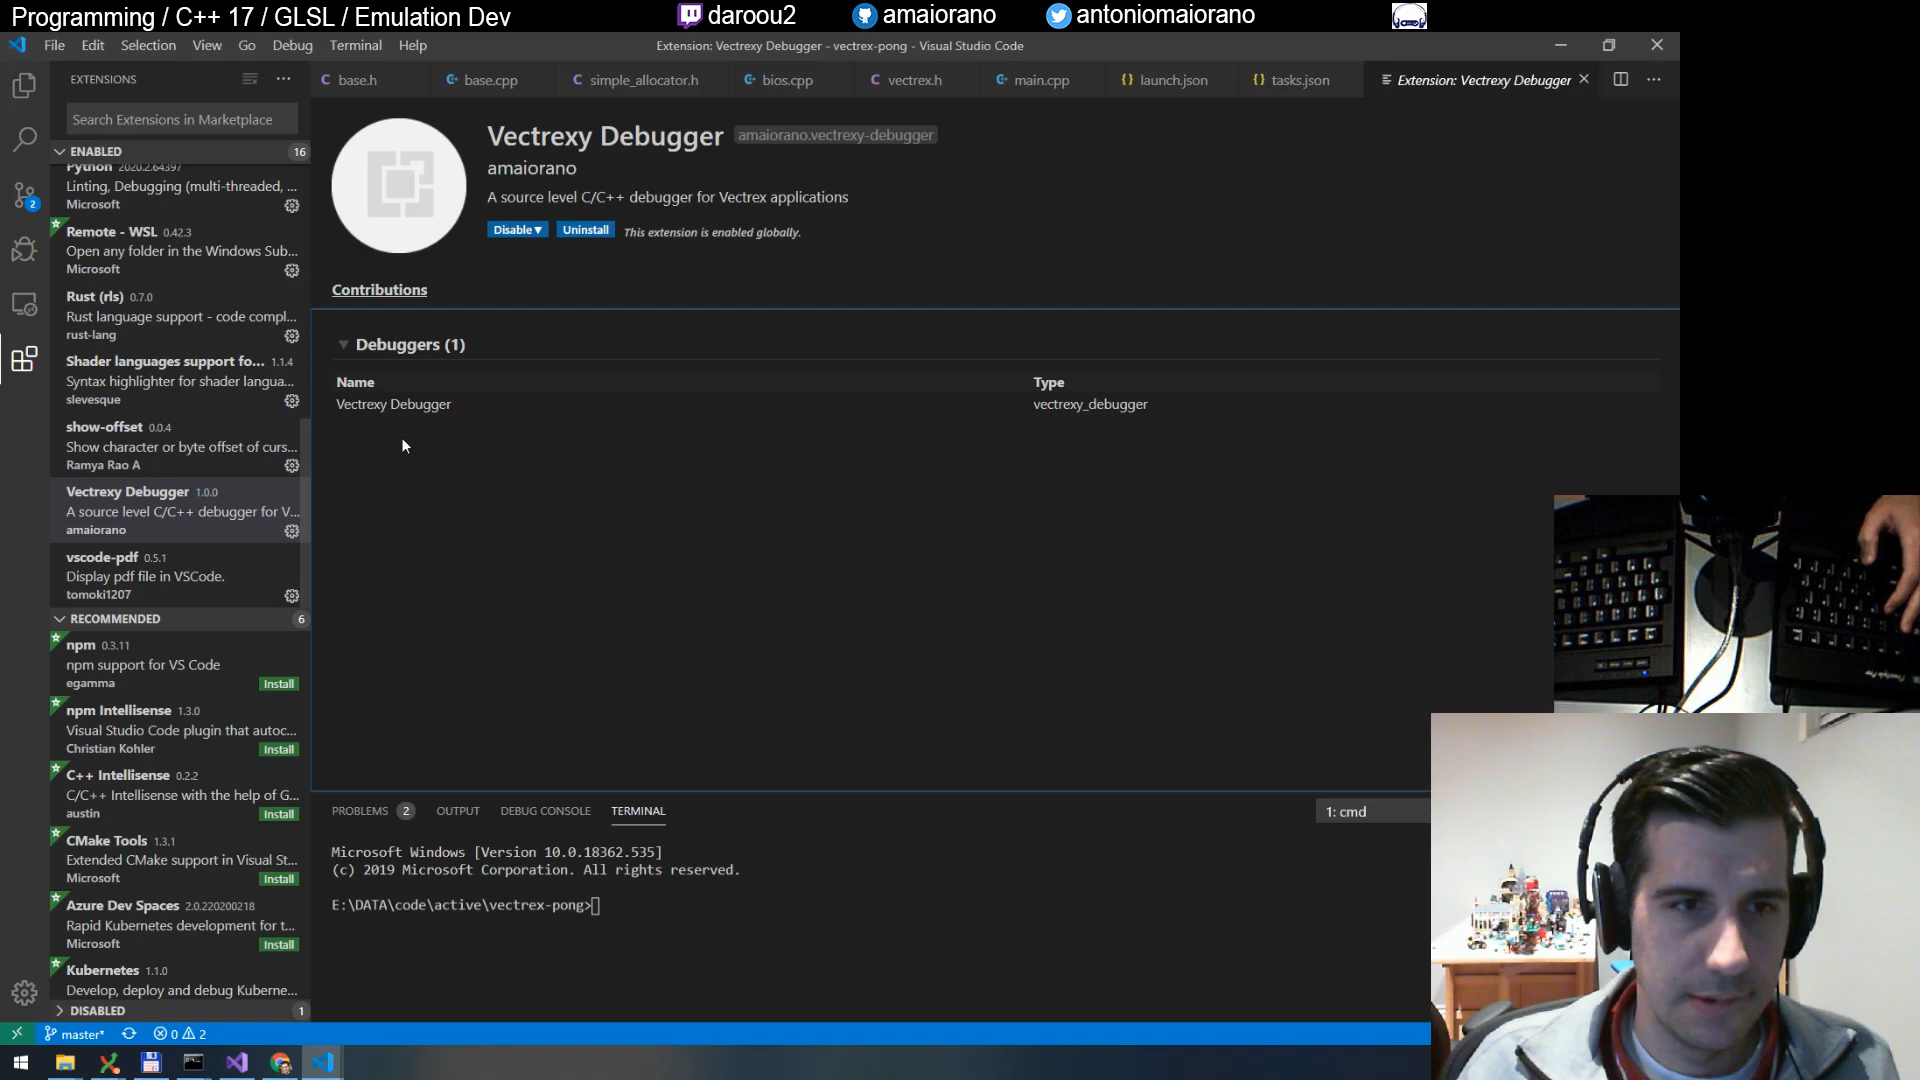 Programming / C++ 17 / GLSL / Emulation Dev
daroou2
amaiorano
antoniomaiorano
File Edit Selection View Go Debug Terminal Help
Extension: Vectrexy Debugger - vectrex-pong - Visual Studio Code
EXTENSIONS
base.h
base.cpp
simple_allocator.h
bios.cpp
vectrex.h
main.cpp
launch.json
tasks.json
Extension: Vectrexy Debugger
Search Extensions in Marketplace
ENABLED 16
Python 2020.2.64397
Linting, Debugging (multi-threaded, ...
Microsoft
Remote - WSL 0.42.3
Open any folder in the Windows Sub...
Microsoft
Rust (rls) 0.7.0
Rust language support - code compl...
rust-lang
Shader languages support fo... 1.1.4
Syntax highlighter for shader langua...
slevesque
show-offset 0.0.4
Show character or byte offset of curs...
Ramya Rao A
Vectrexy Debugger 1.0.0
A source level C/C++ debugger for V...
amaiorano
vscode-pdf 0.5.1
Display pdf file in VSCode.
tomoki1207
RECOMMENDED 6
npm 0.3.11
npm support for VS Code
egamma Install
npm Intellisense 1.3.0
Visual Studio Code plugin that autoc...
Christian Kohler Install
C++ Intellisense 0.2.2
C/C++ Intellisense with the help of G...
austin Install
CMake Tools 1.3.1
Extended CMake support in Visual St...
Microsoft Install
Azure Dev Spaces 2.0.220200218
Rapid Kubernetes development for t...
Microsoft Install
Kubernetes 1.1.0
Develop, deploy and debug Kuberne...
DISABLED 1
2
Vectrexy Debugger amaiorano.vectrexy-debugger
amaiorano
A source level C/C++ debugger for Vectrex applications
Disable Uninstall This extension is enabled globally.
Contributions
Debuggers (1)
Name Type
Vectrexy Debugger vectrexy_debugger
PROBLEMS 2 OUTPUT DEBUG CONSOLE TERMINAL
1: cmd
Microsoft Windows [Version 10.0.18362.535]
(c) 2019 Microsoft Corporation. All rights reserved.
E:\DATA\code\active\vectrex-pong>
master* 0 2